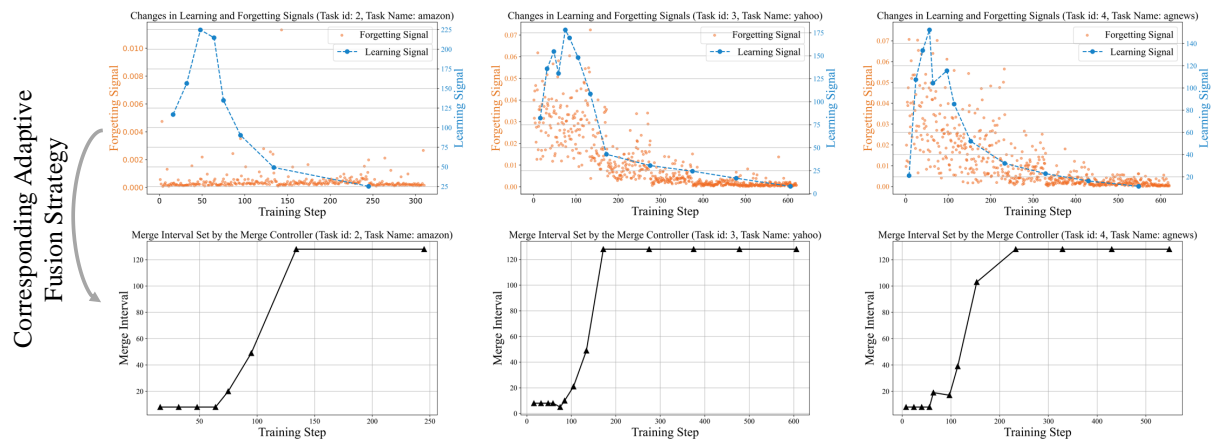 Corresponding Adaptive
Fusion Strategy
Changes in Learning and Forgetting Signals (Task id: 2, Task Name: amazon)
Forgetting Signal
Learning Signal
Forgetting Signal
0.010
0.008
0.006
0.004
0.002
0.000
Learning Signal
225
200
175
150
125
100
75
50
25
0 50 100 150 200 250 300
Training Step
Changes in Learning and Forgetting Signals (Task id: 3, Task Name: yahoo)
Forgetting Signal
Learning Signal
Forgetting Signal
0.07
0.06
0.05
0.04
0.03
0.02
0.01
0.00
Learning Signal
175
150
125
100
75
50
25
0
0 100 200 300 400 500 600
Training Step
Changes in Learning and Forgetting Signals (Task id: 4, Task Name: agnews)
Forgetting Signal
Learning Signal
Forgetting Signal
0.07
0.06
0.05
0.04
0.03
0.02
0.01
0.00
Learning Signal
140
120
100
80
60
40
20
0 100 200 300 400 500 600
Training Step
Merge Interval Set by the Merge Controller (Task id: 2, Task Name: amazon)
Merge Interval
120
100
80
60
40
20
50 100 150 200 250
Training Step
Merge Interval Set by the Merge Controller (Task id: 3, Task Name: yahoo)
Merge Interval
120
100
80
60
40
20
0
0 100 200 300 400 500 600
Training Step
Merge Interval Set by the Merge Controller (Task id: 4, Task Name: agnews)
Merge Interval
120
100
80
60
40
20
0 100 200 300 400 500
Training Step